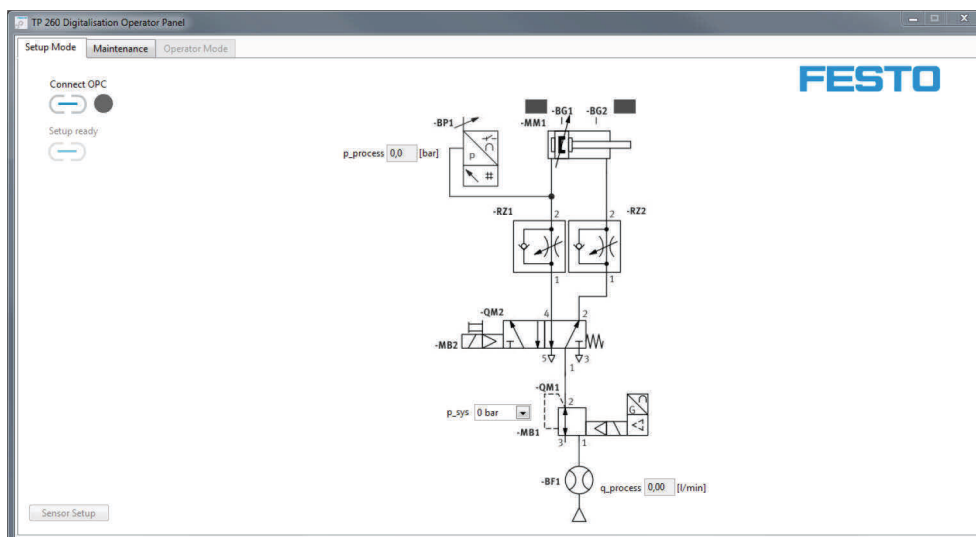 TP 260 Digitalisation Operator Panel
Setup Mode Maintenance Operator Mode
FESTO
Connect OPC
Setup ready
-BP1
-BG1 -BG2
-MM1
p_process 0,0 [bar]
P
#
-RZ1 2 2 -RZ2
1 1
-QM2 4 2
-MB2
5 3
1
-QM1
2
G
p_sys 0 bar
-MB1
3 1
-BF1
q_process 0,00 [l/min]
Sensor Setup